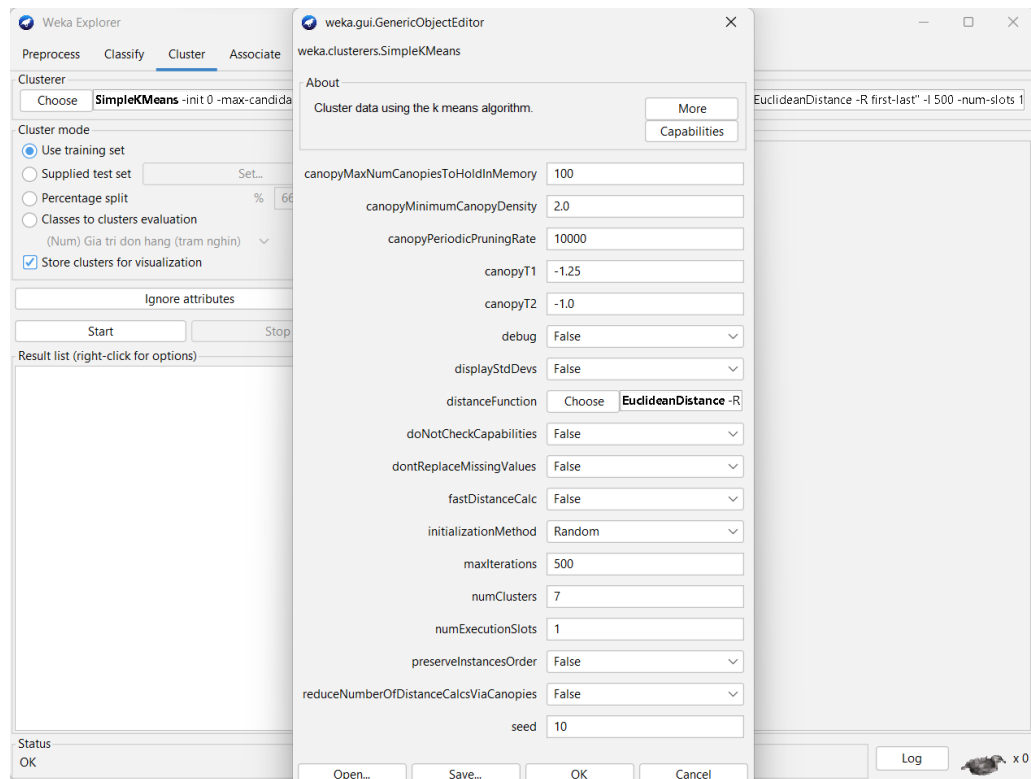 Weka Explorer
Preprocess Classify Cluster Associate
Clusterer
Choose SimpleKMeans -init 0 -max-candida
EuclideanDistance -R first-last" -I 500 -num-slots 1
Cluster mode
Use training set
Supplied test set Set...
Percentage split % 66
Classes to clusters evaluation
(Num) Gia tri don hang (tram nghin)
Store clusters for visualization
Ignore attributes
Start Stop
Result list (right-click for options)
Status
OK
Log x 0
weka.gui.GenericObjectEditor
weka.clusterers.SimpleKMeans
About
Cluster data using the k means algorithm.
More
Capabilities
canopyMaxNumCanopiesToHoldInMemory 100
canopyMinimumCanopyDensity 2.0
canopyPeriodicPruningRate 10000
canopyT1 -1.25
canopyT2 -1.0
debug False
displayStdDevs False
distanceFunction Choose EuclideanDistance -R
doNotCheckCapabilities False
dontReplaceMissingValues False
fastDistanceCalc False
initializationMethod Random
maxIterations 500
numClusters 7
numExecutionSlots 1
preserveInstancesOrder False
reduceNumberOfDistanceCalcsViaCanopies False
seed 10
Open... Save... OK Cancel